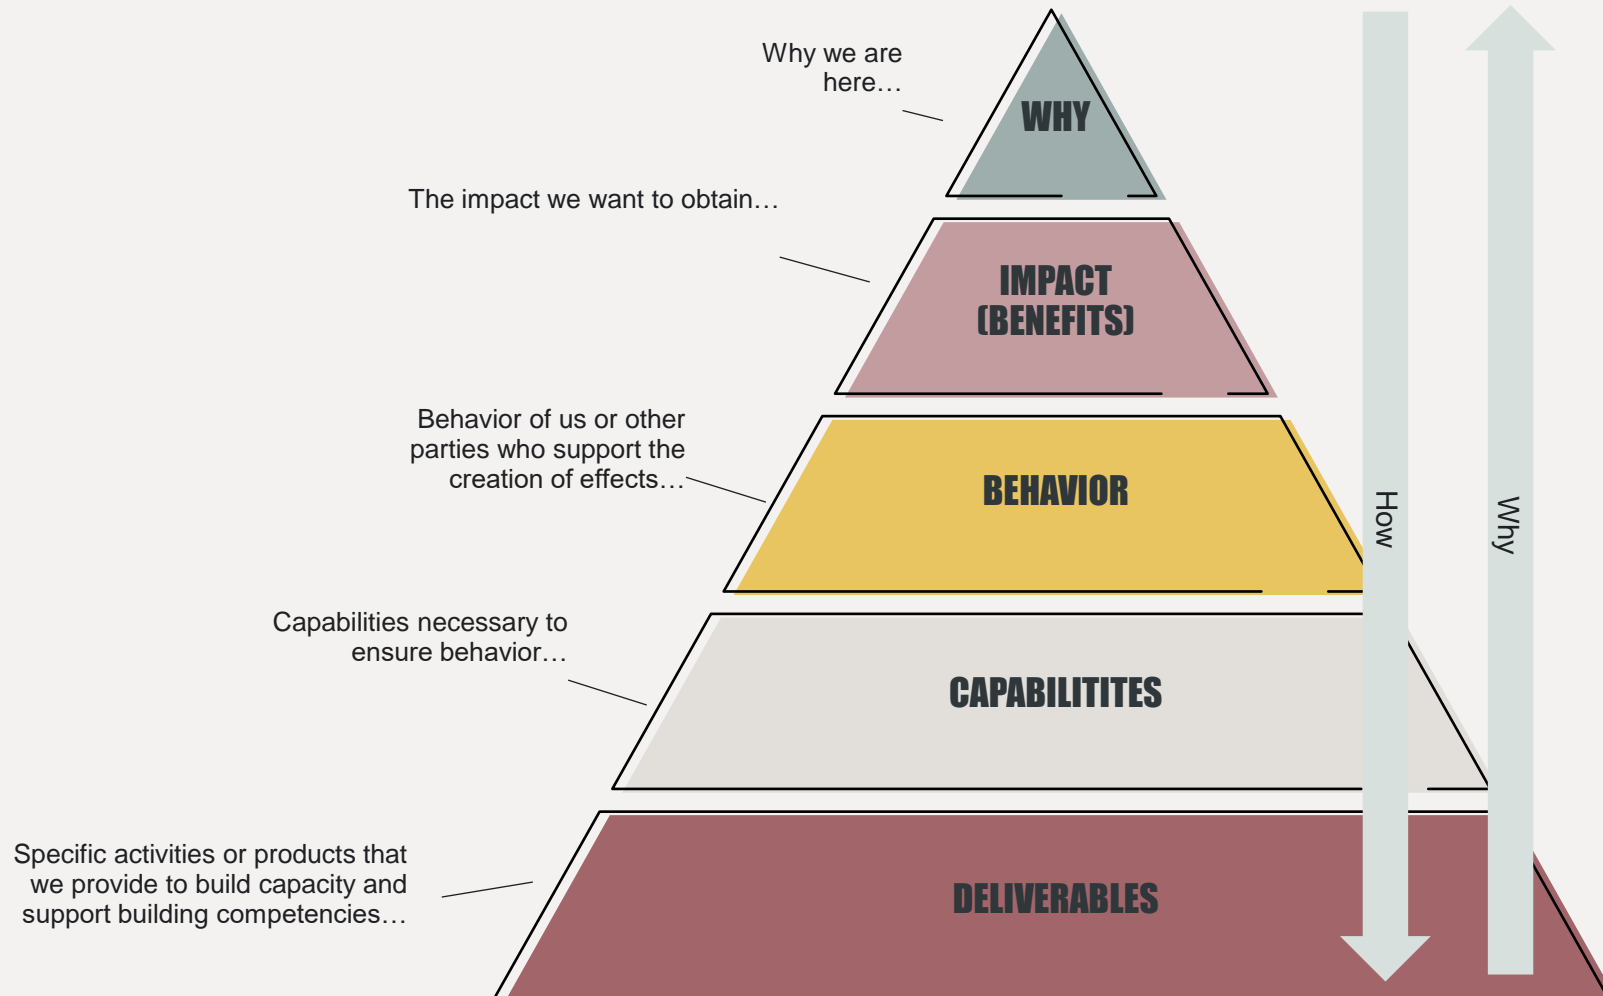 Why we are
here…
WHY
The impact we want to obtain…
IMPACT
(BENEFITS)
Behavior of us or other
parties who support the
creation of effects…
BEHAVIOR
How
Why
Capabilities necessary to
ensure behavior…
CAPABILITITES
Specific activities or products that
we provide to build capacity and
support building competencies…
DELIVERABLES